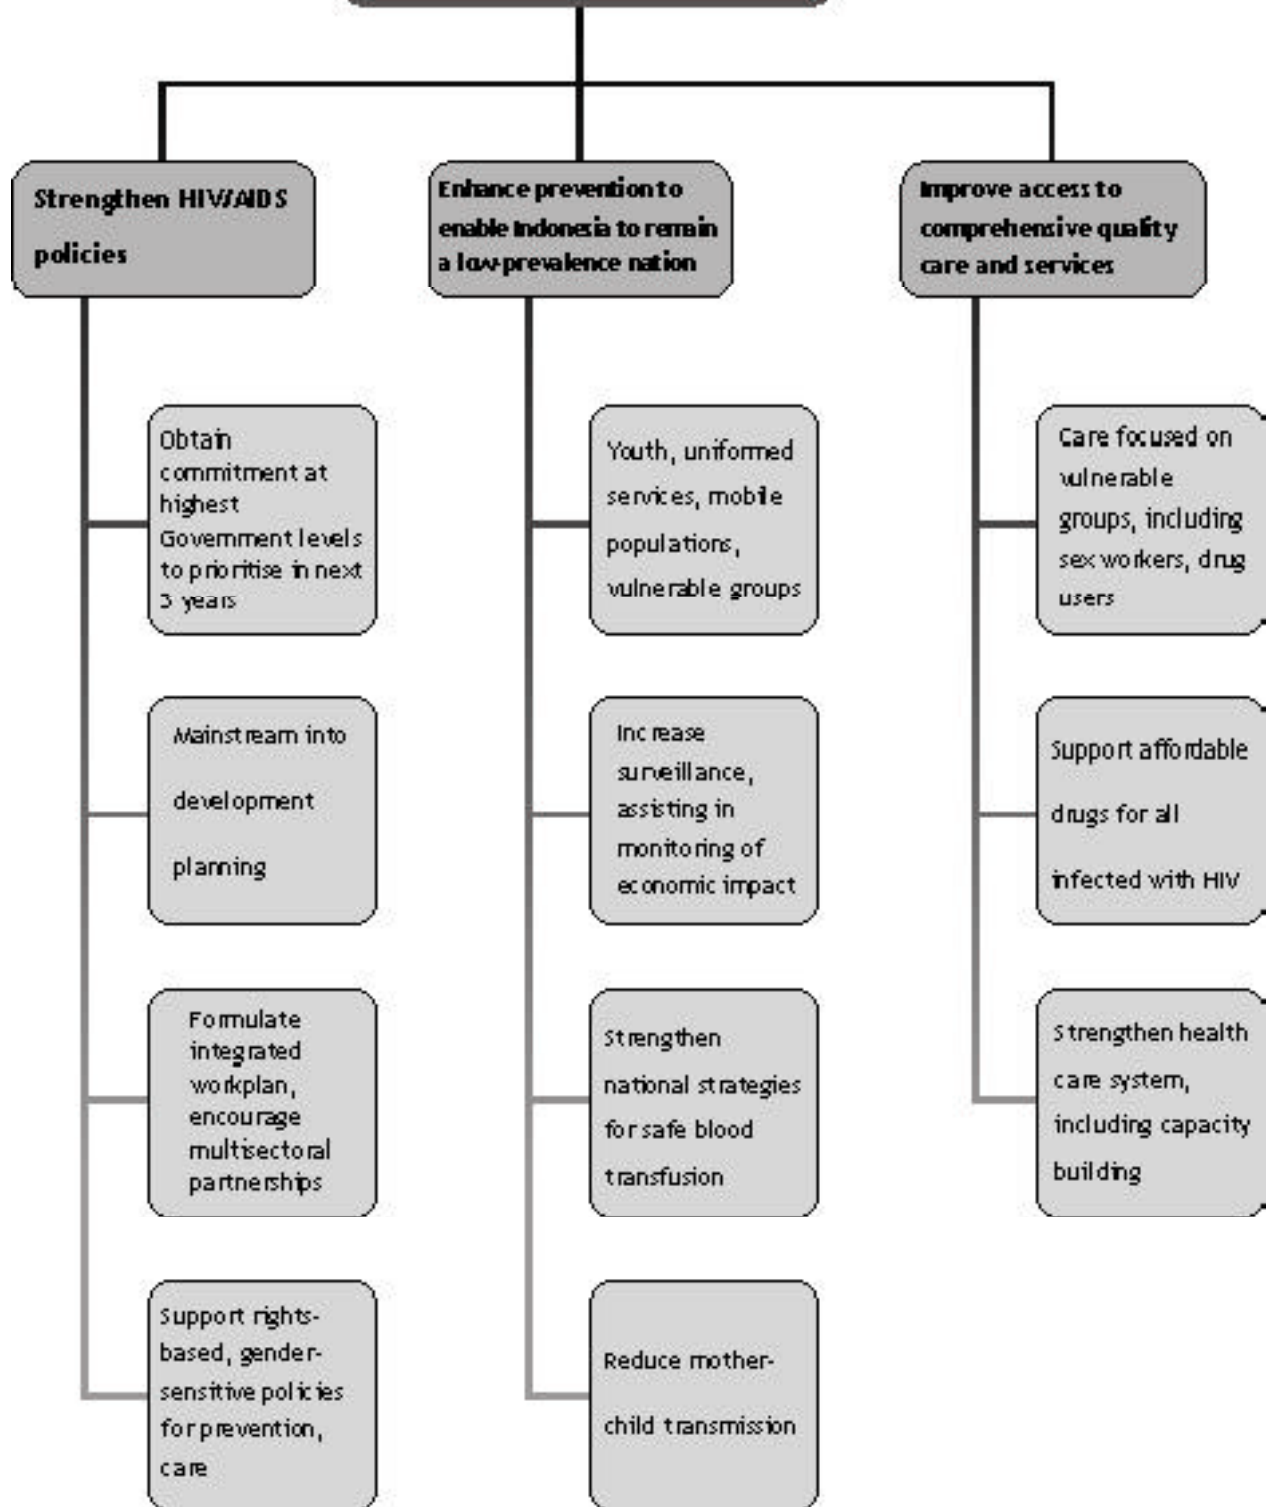 Strengthen HIV/AIDS
policies
Enhance prevention to
enable Indonesia to remain
a low-prevalence nation
Improve access to
comprehensive quality
care and services
Obtain
commitment at
highest
Government levels
to prioritise in next
3 years
Youth, uniformed
services, mobile
populations,
vulnerable groups
Care focused on
vulnerable
groups, including
sex workers, drug
users
Mainstream into
development
planning
Increase
surveillance,
assisting in
monitoring of
economic impact
Support affordable
drugs for all
infected with HIV
Formulate
integrated
workplan,
encourage
multisectoral
partnerships
Strengthen
national strategies
for safe blood
transfusion
Strengthen health
care system,
including capacity
building
Support rights-
based, gender-
sensitive policies
for prevention,
care
Reduce mother-
child transmission